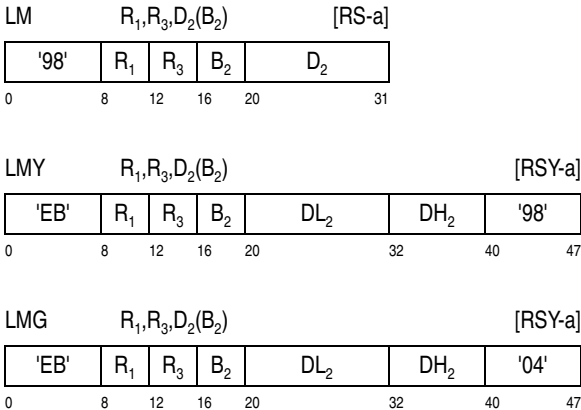 LM R₁,R₃,D₂(B₂) [RS-a]
'98' R₁ R₃ B₂ D₂
0 8 12 16 20 31
LMY R₁,R₃,D₂(B₂) [RSY-a]
'EB' R₁ R₃ B₂ DL₂ DH₂ '98'
0 8 12 16 20 32 40 47
LMG R₁,R₃,D₂(B₂) [RSY-a]
'EB' R₁ R₃ B₂ DL₂ DH₂ '04'
0 8 12 16 20 32 40 47